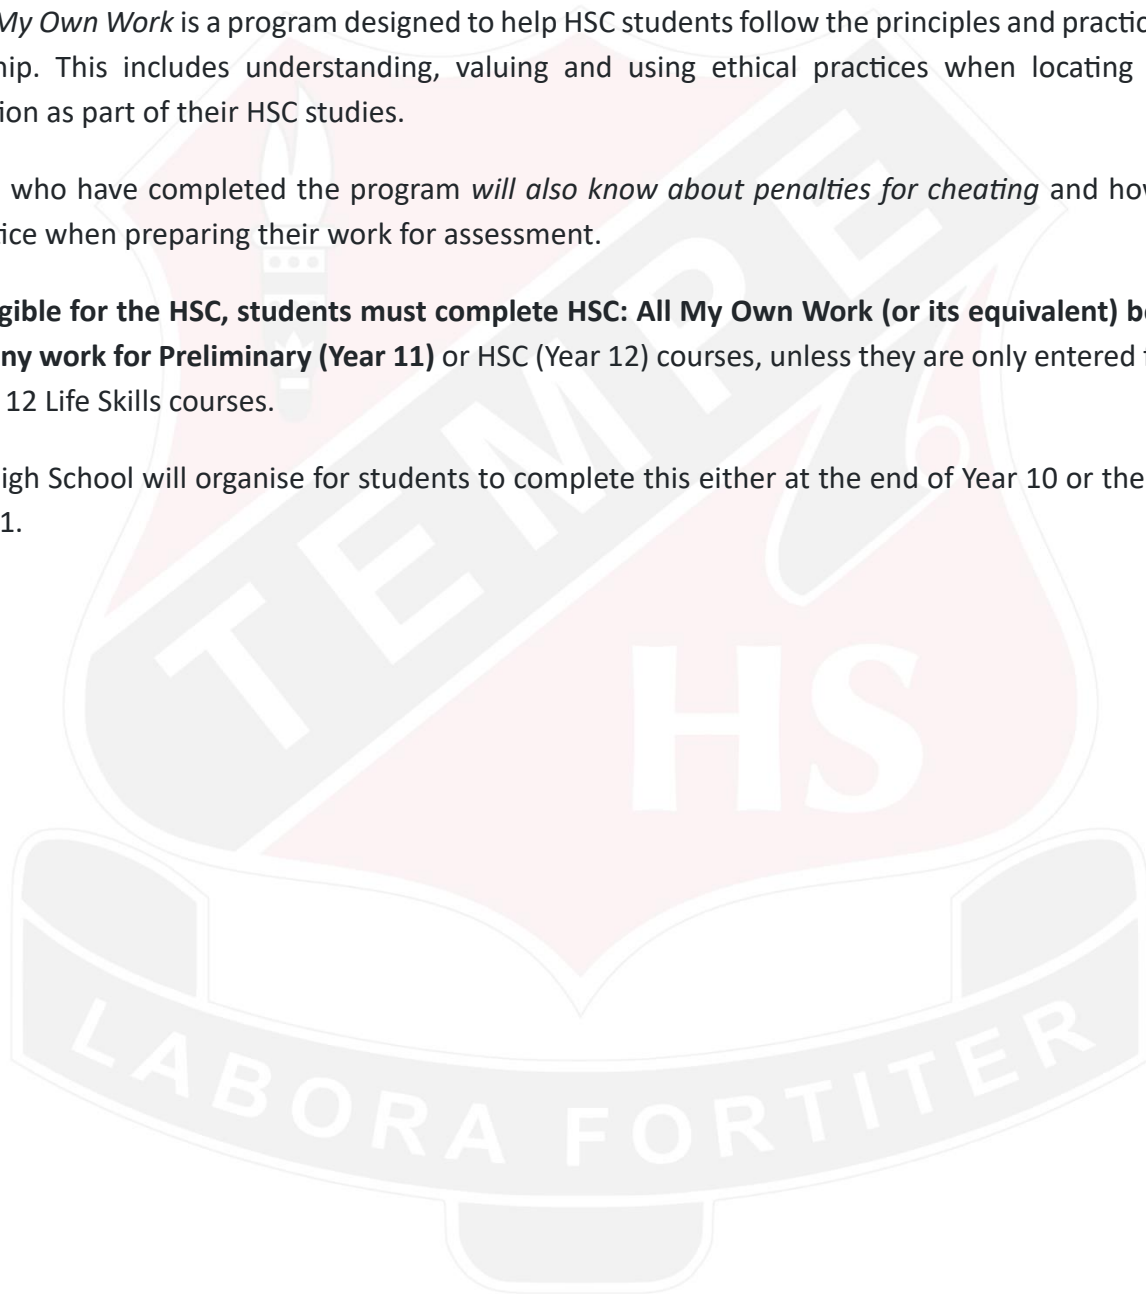 My Own Work is a program designed to help HSC students follow the principles and practic
hip. This includes understanding, valuing and using ethical practices when locating
ion as part of their HSC studies.
who have completed the program will also know about penalties for cheating and how
tice when preparing their work for assessment.
gible for the HSC, students must complete HSC: All My Own Work (or its equivalent) be
ny work for Preliminary (Year 11) or HSC (Year 12) courses, unless they are only entered
12 Life Skills courses.
igh School will organise for students to complete this either at the end of Year 10 or the
1.
TEMPE
HS
LABORA FORTITER